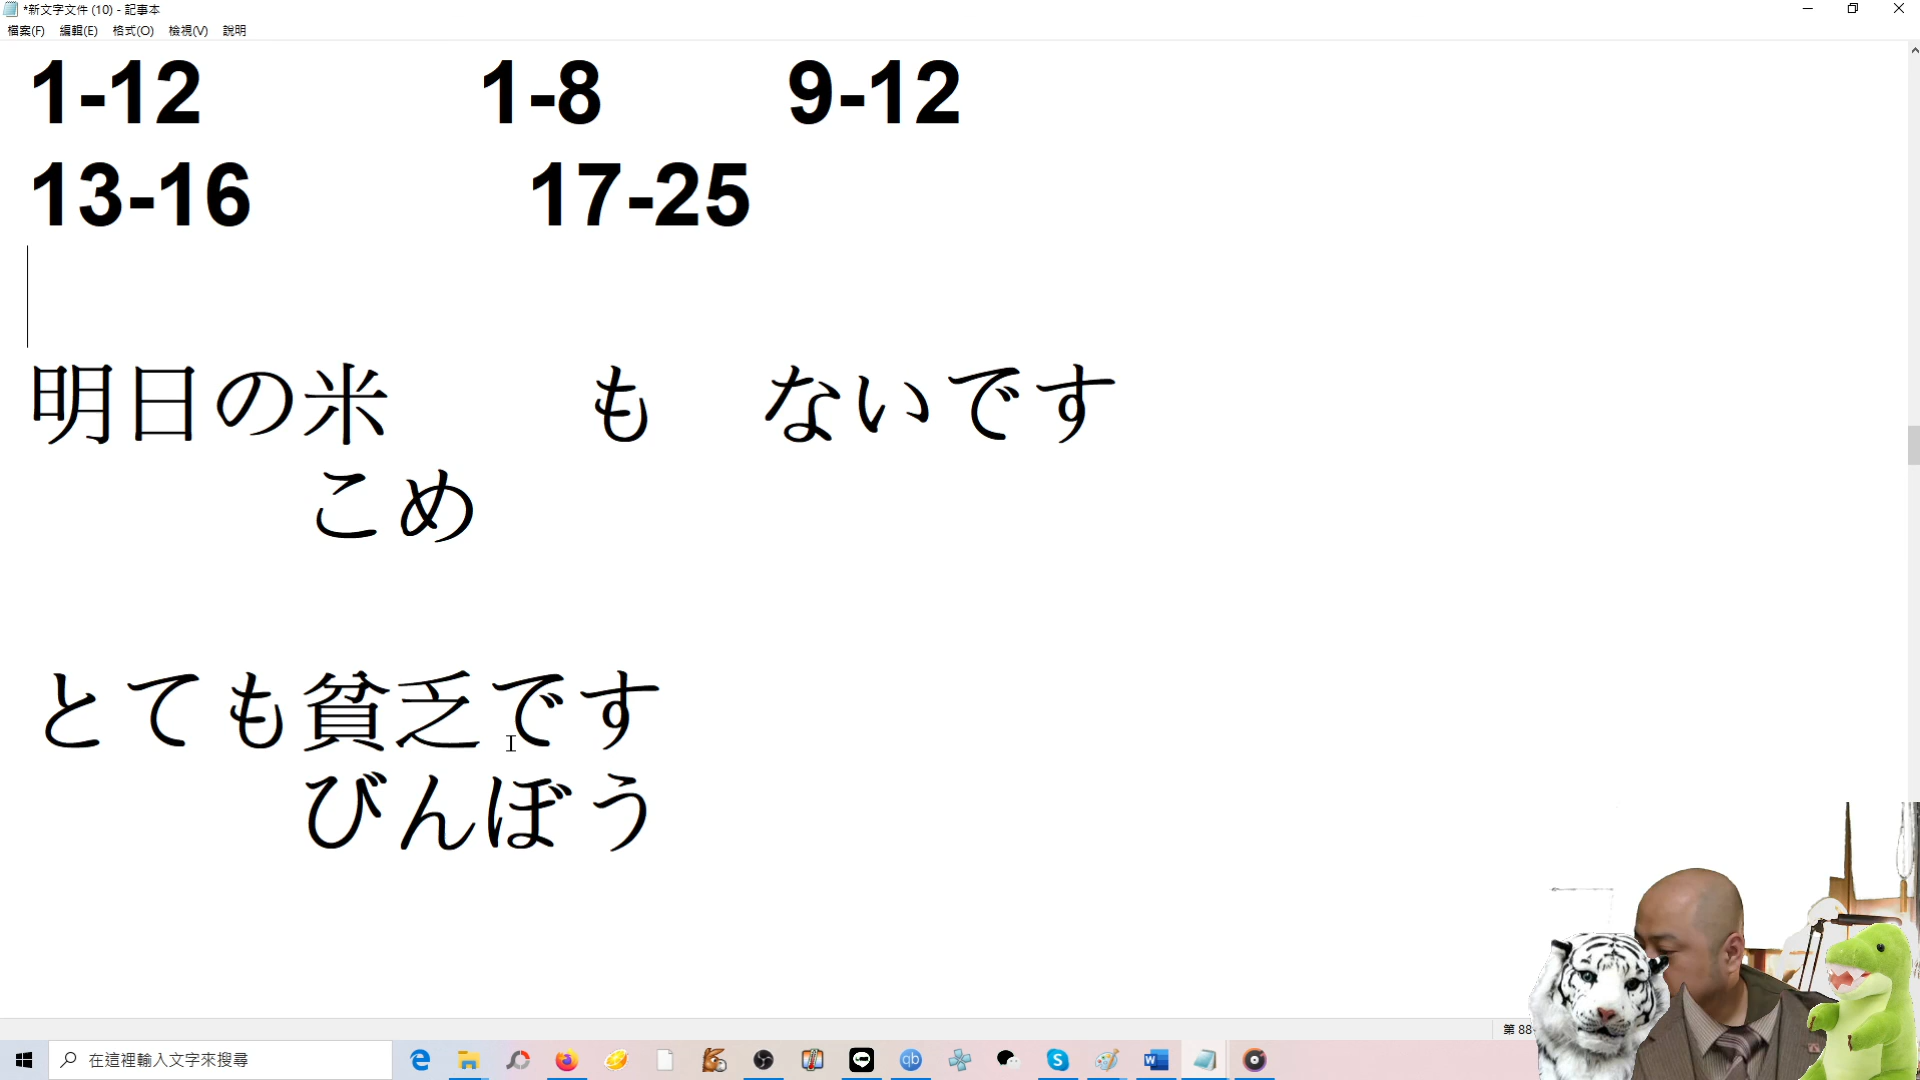 *新文字文件 (10) - 記事本
檔案(F) 編輯(E) 格式(O) 檢視(V) 說明
1-12 1-8 9-12
13-16 17-25
明日の米 も ないです
こめ
とても貧乏です
びんぼう
第 88
在這裡輸入文字來搜尋